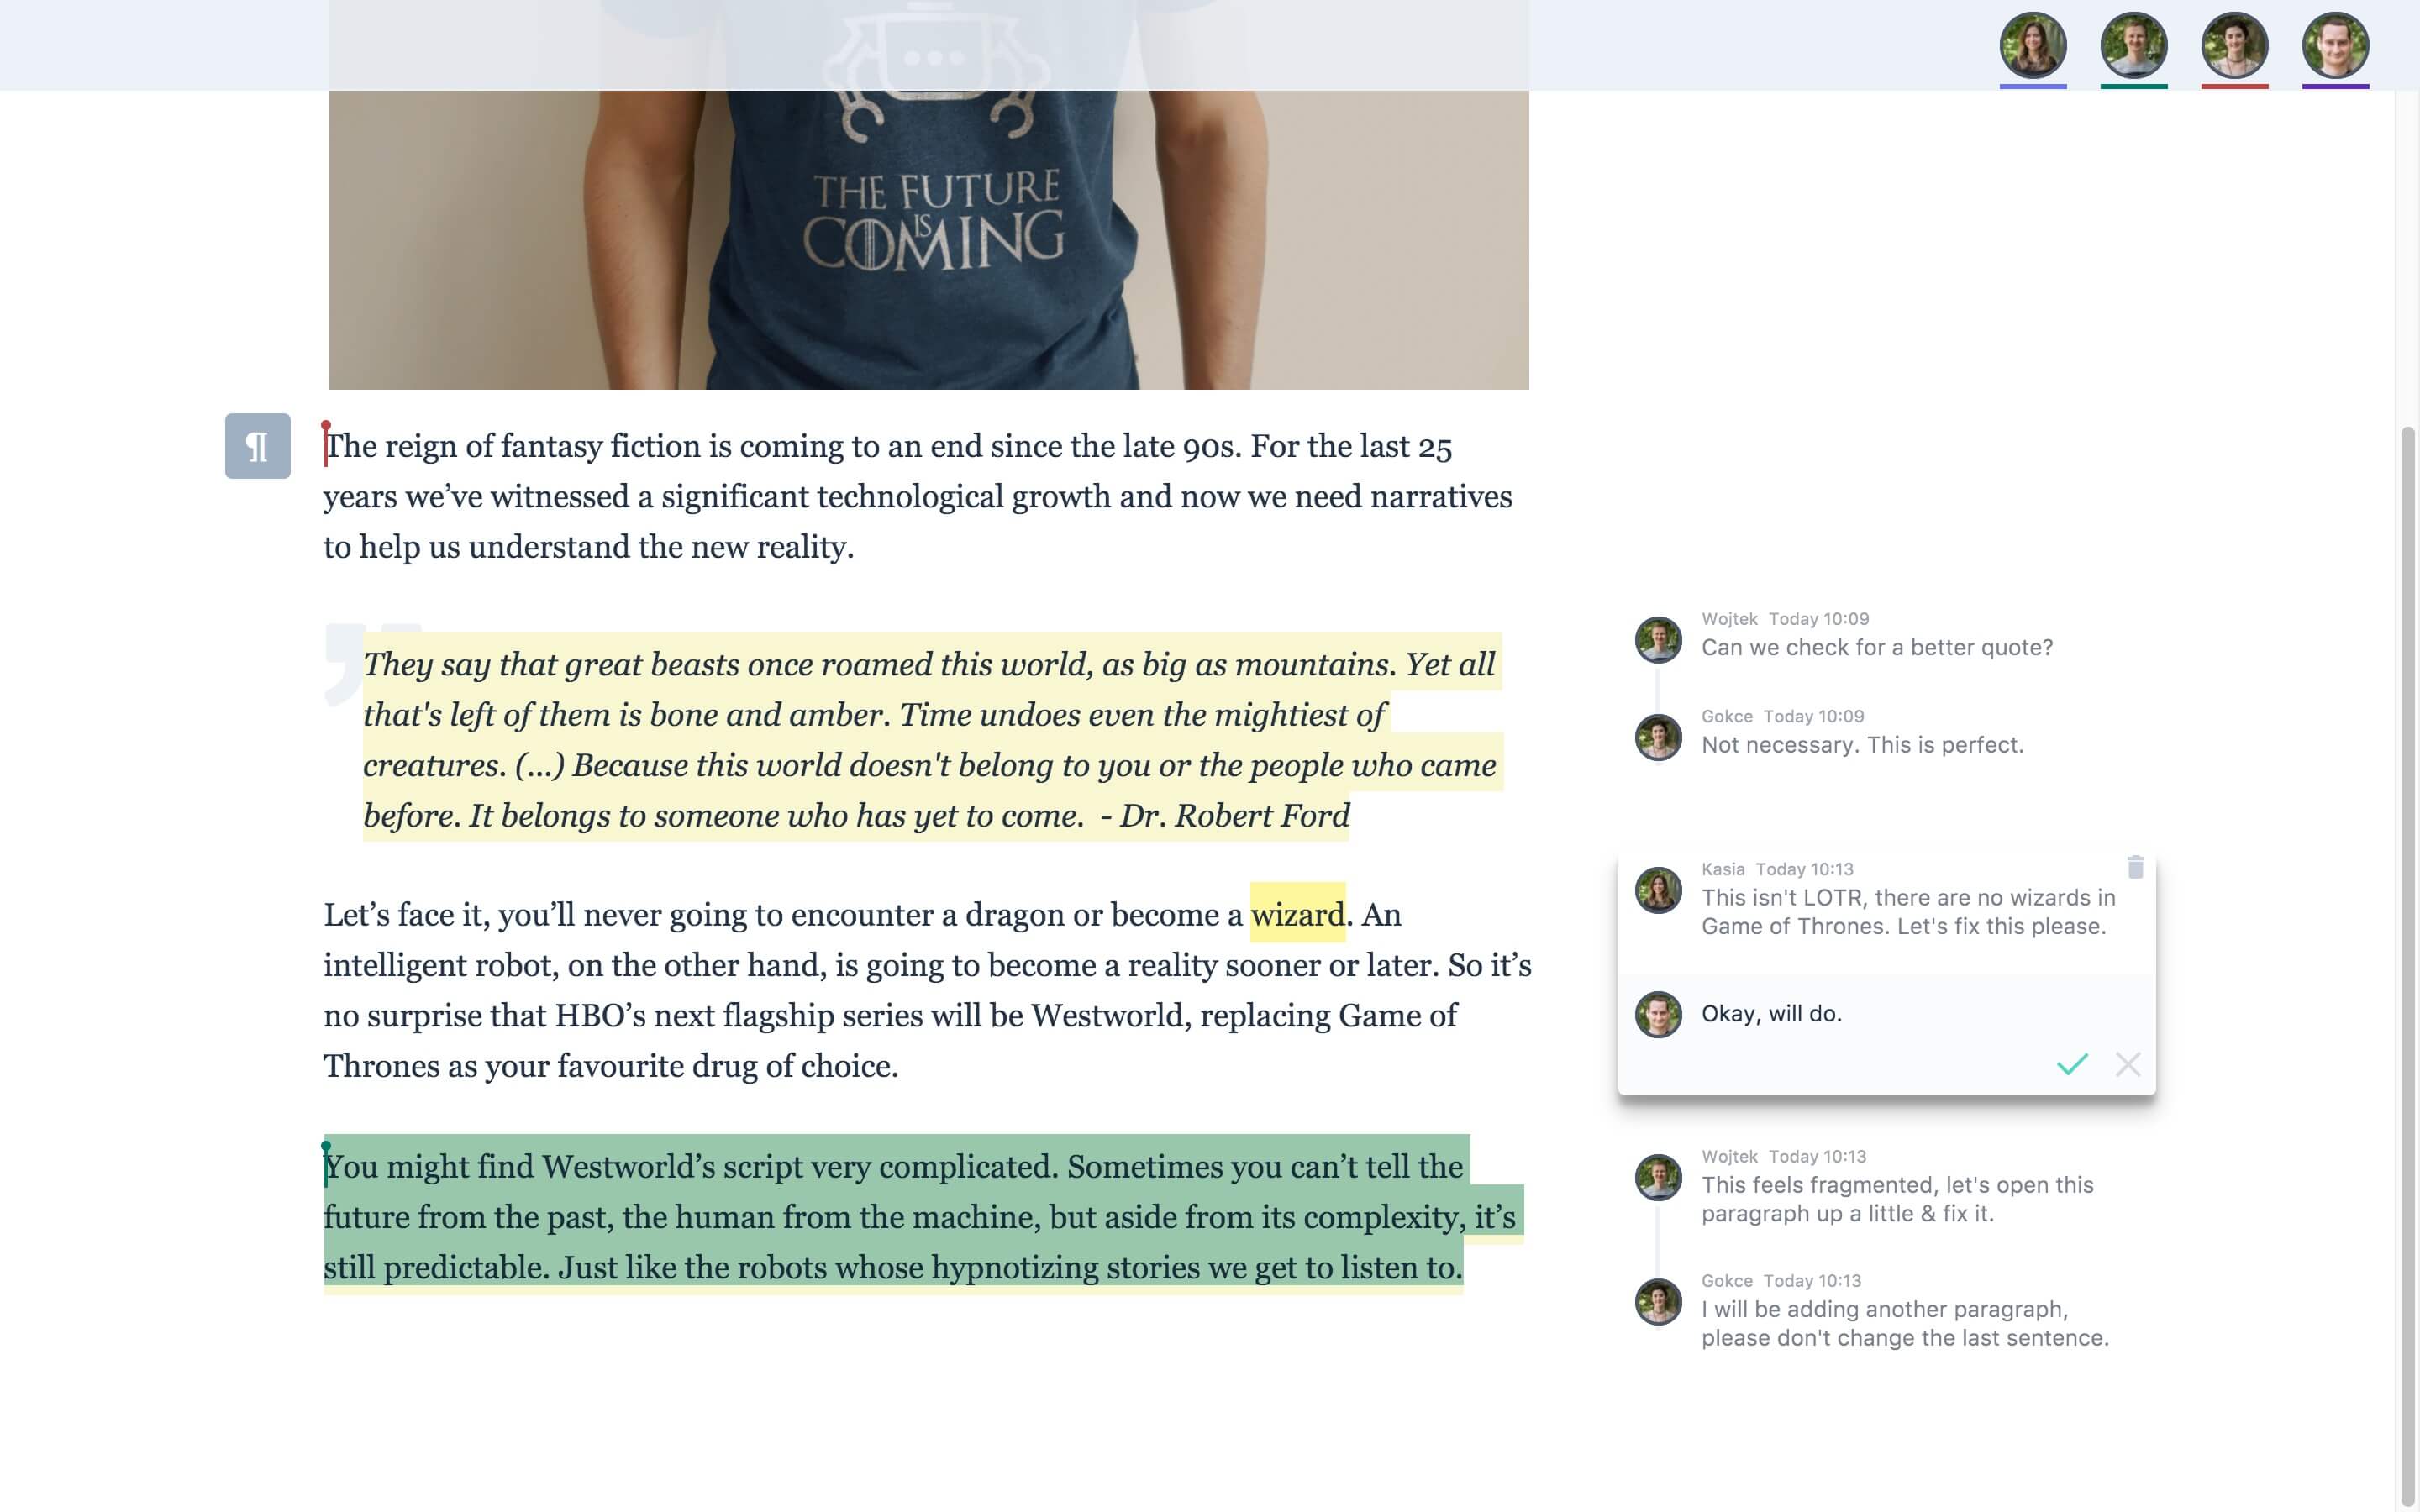 THE FUTURE
IS
COMING
¶
The reign of fantasy fiction is coming to an end since the late 90s. For the last 25
years we’ve witnessed a significant technological growth and now we need narratives
to help us understand the new reality.
They say that great beasts once roamed this world, as big as mountains. Yet all
that's left of them is bone and amber. Time undoes even the mightiest of
creatures. (...) Because this world doesn't belong to you or the people who came
before. It belongs to someone who has yet to come.  - Dr. Robert Ford
Let’s face it, you’ll never going to encounter a dragon or become a wizard. An
intelligent robot, on the other hand, is going to become a reality sooner or later. So it’s
no surprise that HBO’s next flagship series will be Westworld, replacing Game of
Thrones as your favourite drug of choice.
You might find Westworld’s script very complicated. Sometimes you can’t tell the
future from the past, the human from the machine, but aside from its complexity, it’s
still predictable. Just like the robots whose hypnotizing stories we get to listen to.
Wojtek Today 10:09
Can we check for a better quote?
Gokce Today 10:09
Not necessary. This is perfect.
Kasia Today 10:13
This isn't LOTR, there are no wizards in
Game of Thrones. Let's fix this please.
Okay, will do.
Wojtek Today 10:13
This feels fragmented, let's open this
paragraph up a little & fix it.
Gokce Today 10:13
I will be adding another paragraph,
please don't change the last sentence.